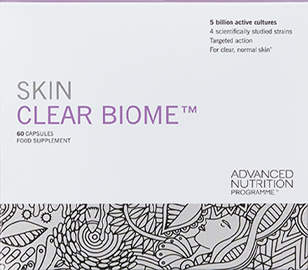 5 billion active cultures
4 scientifically studied strains
Targeted action
For clear, normal skin*
SKIN
CLEAR BIOME™
60 CAPSULES
FOOD SUPPLEMENT
ADVANCED
NUTRITION
PROGRAMME™